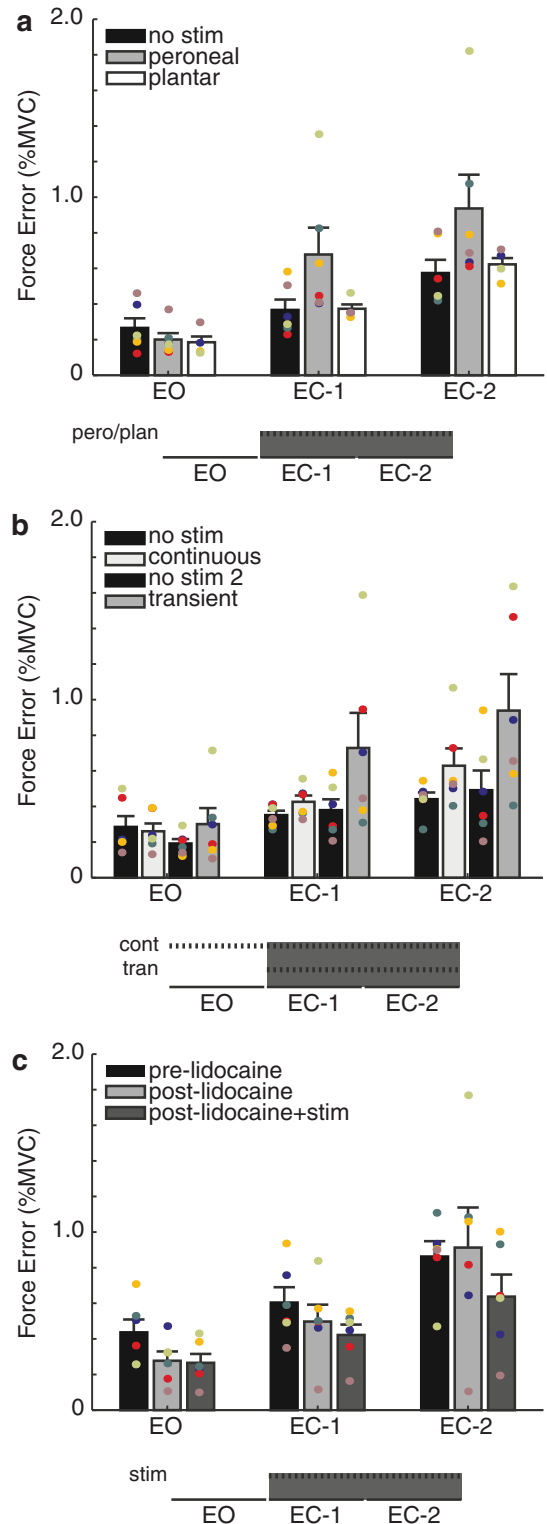 a
no stim
peroneal
plantar
2.0
1.0
0
Force Error (%MVC)
EO
EC-1
EC-2
pero/plan
EO
EC-1
EC-2
b
no stim
continuous
no stim 2
transient
2.0
1.0
0
Force Error (%MVC)
EO
EC-1
EC-2
cont
tran
EO
EC-1
EC-2
c
pre-lidocaine
post-lidocaine
post-lidocaine+stim
2.0
1.0
0
Force Error (%MVC)
EO
EC-1
EC-2
stim
EO
EC-1
EC-2